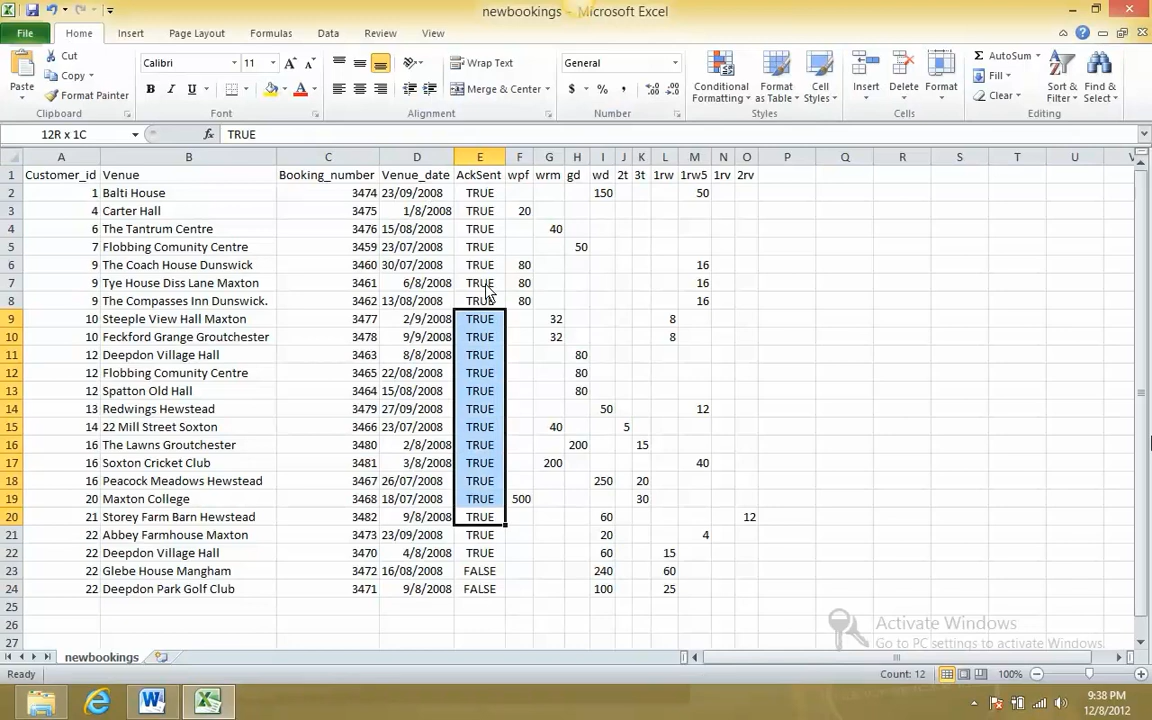 newbookings - Microsoft Excel
File Home Insert Page Layout Formulas Data Review View
Cut
Copy
Format Painter
Paste
Clipboard
Calibri 11 A A
B I U A
Font
Wrap Text
Merge & Center
Alignment
General
$ % ,
Number
Conditional Formatting
Format as Table
Cell Styles
Styles
Insert Delete Format
Cells
AutoSum
Fill
Clear
Sort & Filter
Find & Select
Editing
12R x 1C fx TRUE
A B C D E F G H I J K L M N O P Q R S T U V
1 Customer_id Venue Booking_number Venue_date AckSent wpf wrm gd wd 2t 3t 1rw 1rw5 1rv 2rv
2 1 Balti House 3474 23/09/2008 TRUE 150 50
3 4 Carter Hall 3475 1/8/2008 TRUE 20
4 6 The Tantrum Centre 3476 15/08/2008 TRUE 40
5 7 Flobbing Comunity Centre 3459 23/07/2008 TRUE 50
6 9 The Coach House Dunswick 3460 30/07/2008 TRUE 80 16
7 9 Tye House Diss Lane Maxton 3461 6/8/2008 TRUE 80 16
8 9 The Compasses Inn Dunswick. 3462 13/08/2008 TRUE 80 16
9 10 Steeple View Hall Maxton 3477 2/9/2008 TRUE 32 8
10 10 Feckford Grange Groutchester 3478 9/9/2008 TRUE 32 8
11 12 Deepdon Village Hall 3463 8/8/2008 TRUE 80
12 12 Flobbing Comunity Centre 3465 22/08/2008 TRUE 80
13 12 Spatton Old Hall 3464 15/08/2008 TRUE 80
14 13 Redwings Hewstead 3479 27/09/2008 TRUE 50 12
15 14 22 Mill Street Soxton 3466 23/07/2008 TRUE 40 5
16 16 The Lawns Groutchester 3480 2/8/2008 TRUE 200 15
17 16 Soxton Cricket Club 3481 3/8/2008 TRUE 200 40
18 16 Peacock Meadows Hewstead 3467 26/07/2008 TRUE 250 20
19 20 Maxton College 3468 18/07/2008 TRUE 500 30
20 21 Storey Farm Barn Hewstead 3482 9/8/2008 TRUE 60 12
21 22 Abbey Farmhouse Maxton 3473 23/09/2008 TRUE 20 4
22 22 Deepdon Village Hall 3470 4/8/2008 TRUE 60 15
23 22 Glebe House Mangham 3472 16/08/2008 FALSE 240 60
24 22 Deepdon Park Golf Club 3471 9/8/2008 FALSE 100 25
25
26
27
Activate Windows
Go to PC settings to activate Windows.
newbookings
Ready Count: 12 100%
9:38 PM
12/8/2012